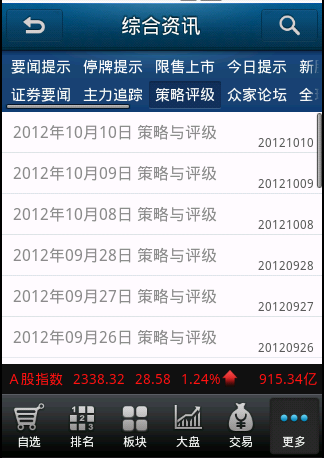 综合资讯
要闻提示 停牌提示 限售上市 今日提示 新
证券要闻 主力追踪 策略评级 众家论坛 全
2012年10月10日 策略与评级
20121010
2012年10月09日 策略与评级
20121009
2012年10月08日 策略与评级
20121008
2012年09月28日 策略与评级
20120928
2012年09月27日 策略与评级
20120927
2012年09月26日 策略与评级
20120926
A股指数 2338.32 28.58 1.24% 915.34亿
1 2 3
自选 排名 板块 大盘 交易 更多